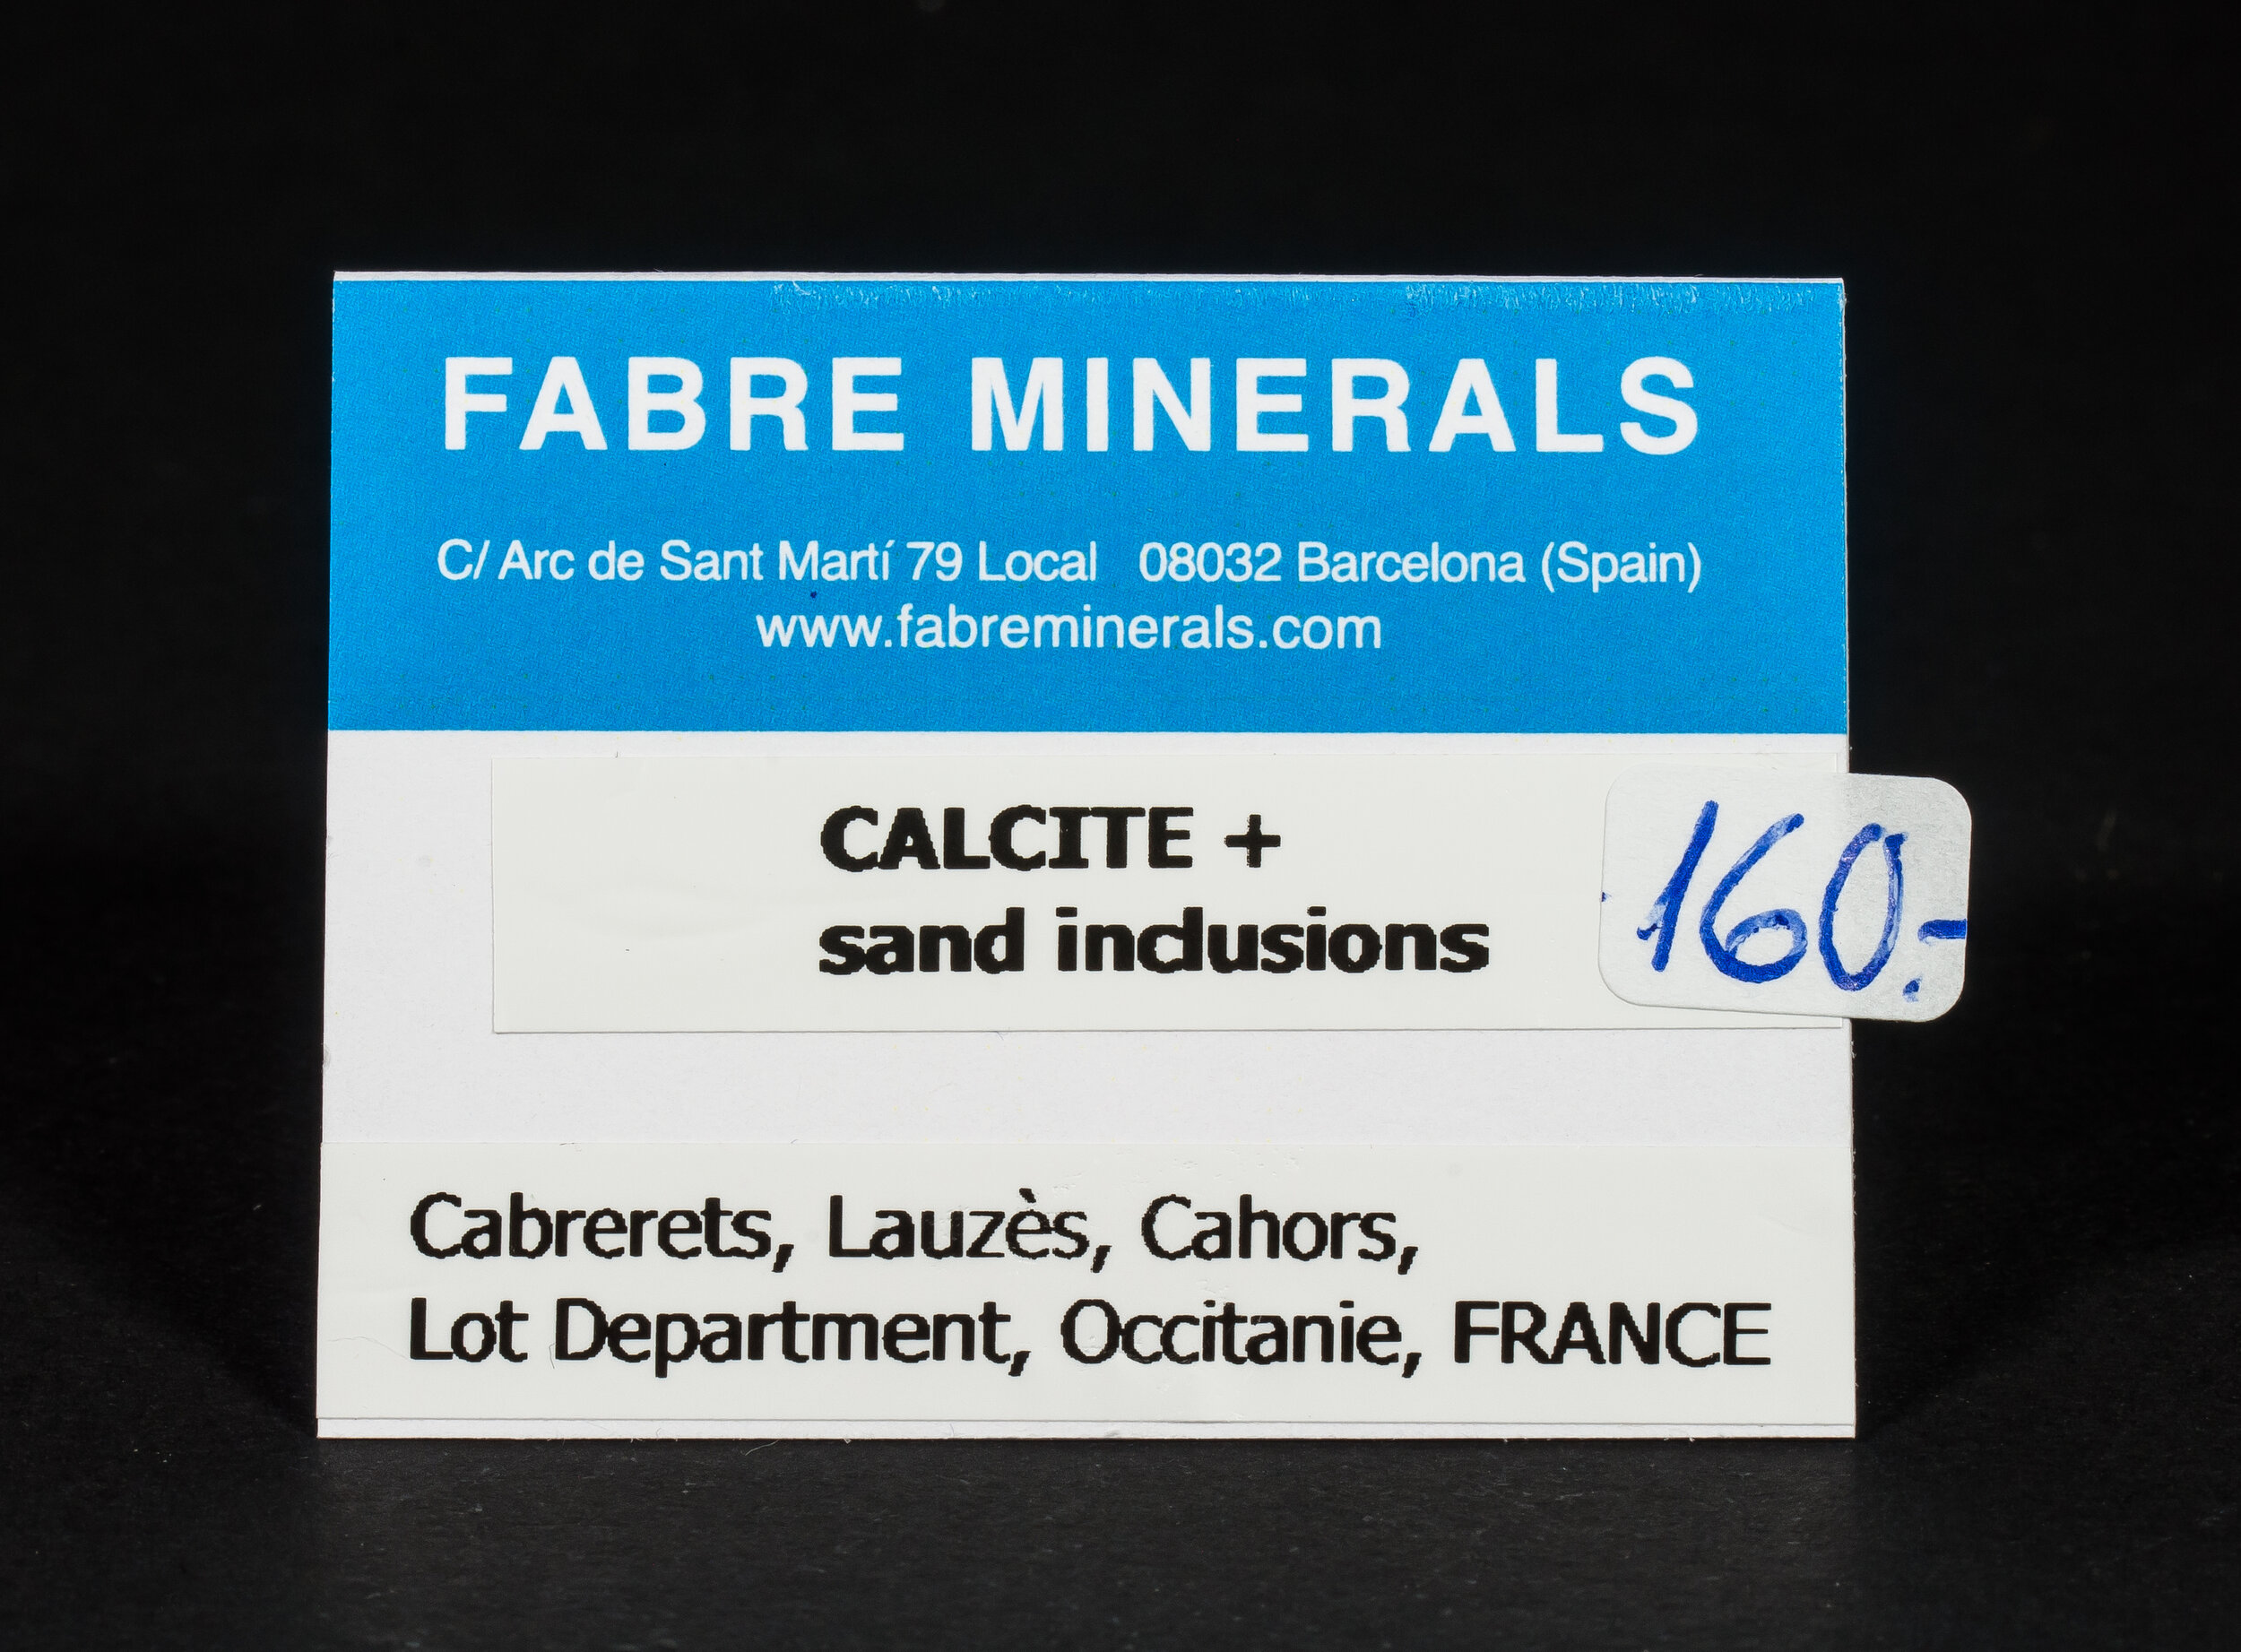 FABRE MINERALS
C/ Arc de Sant Martí 79 Local 08032 Barcelona (Spain)
www.fabreminerals.com
CALCITE +
sand inclusions
160.-
Cabrerets, Lauzès, Cahors,
Lot Department, Occitanie, FRANCE